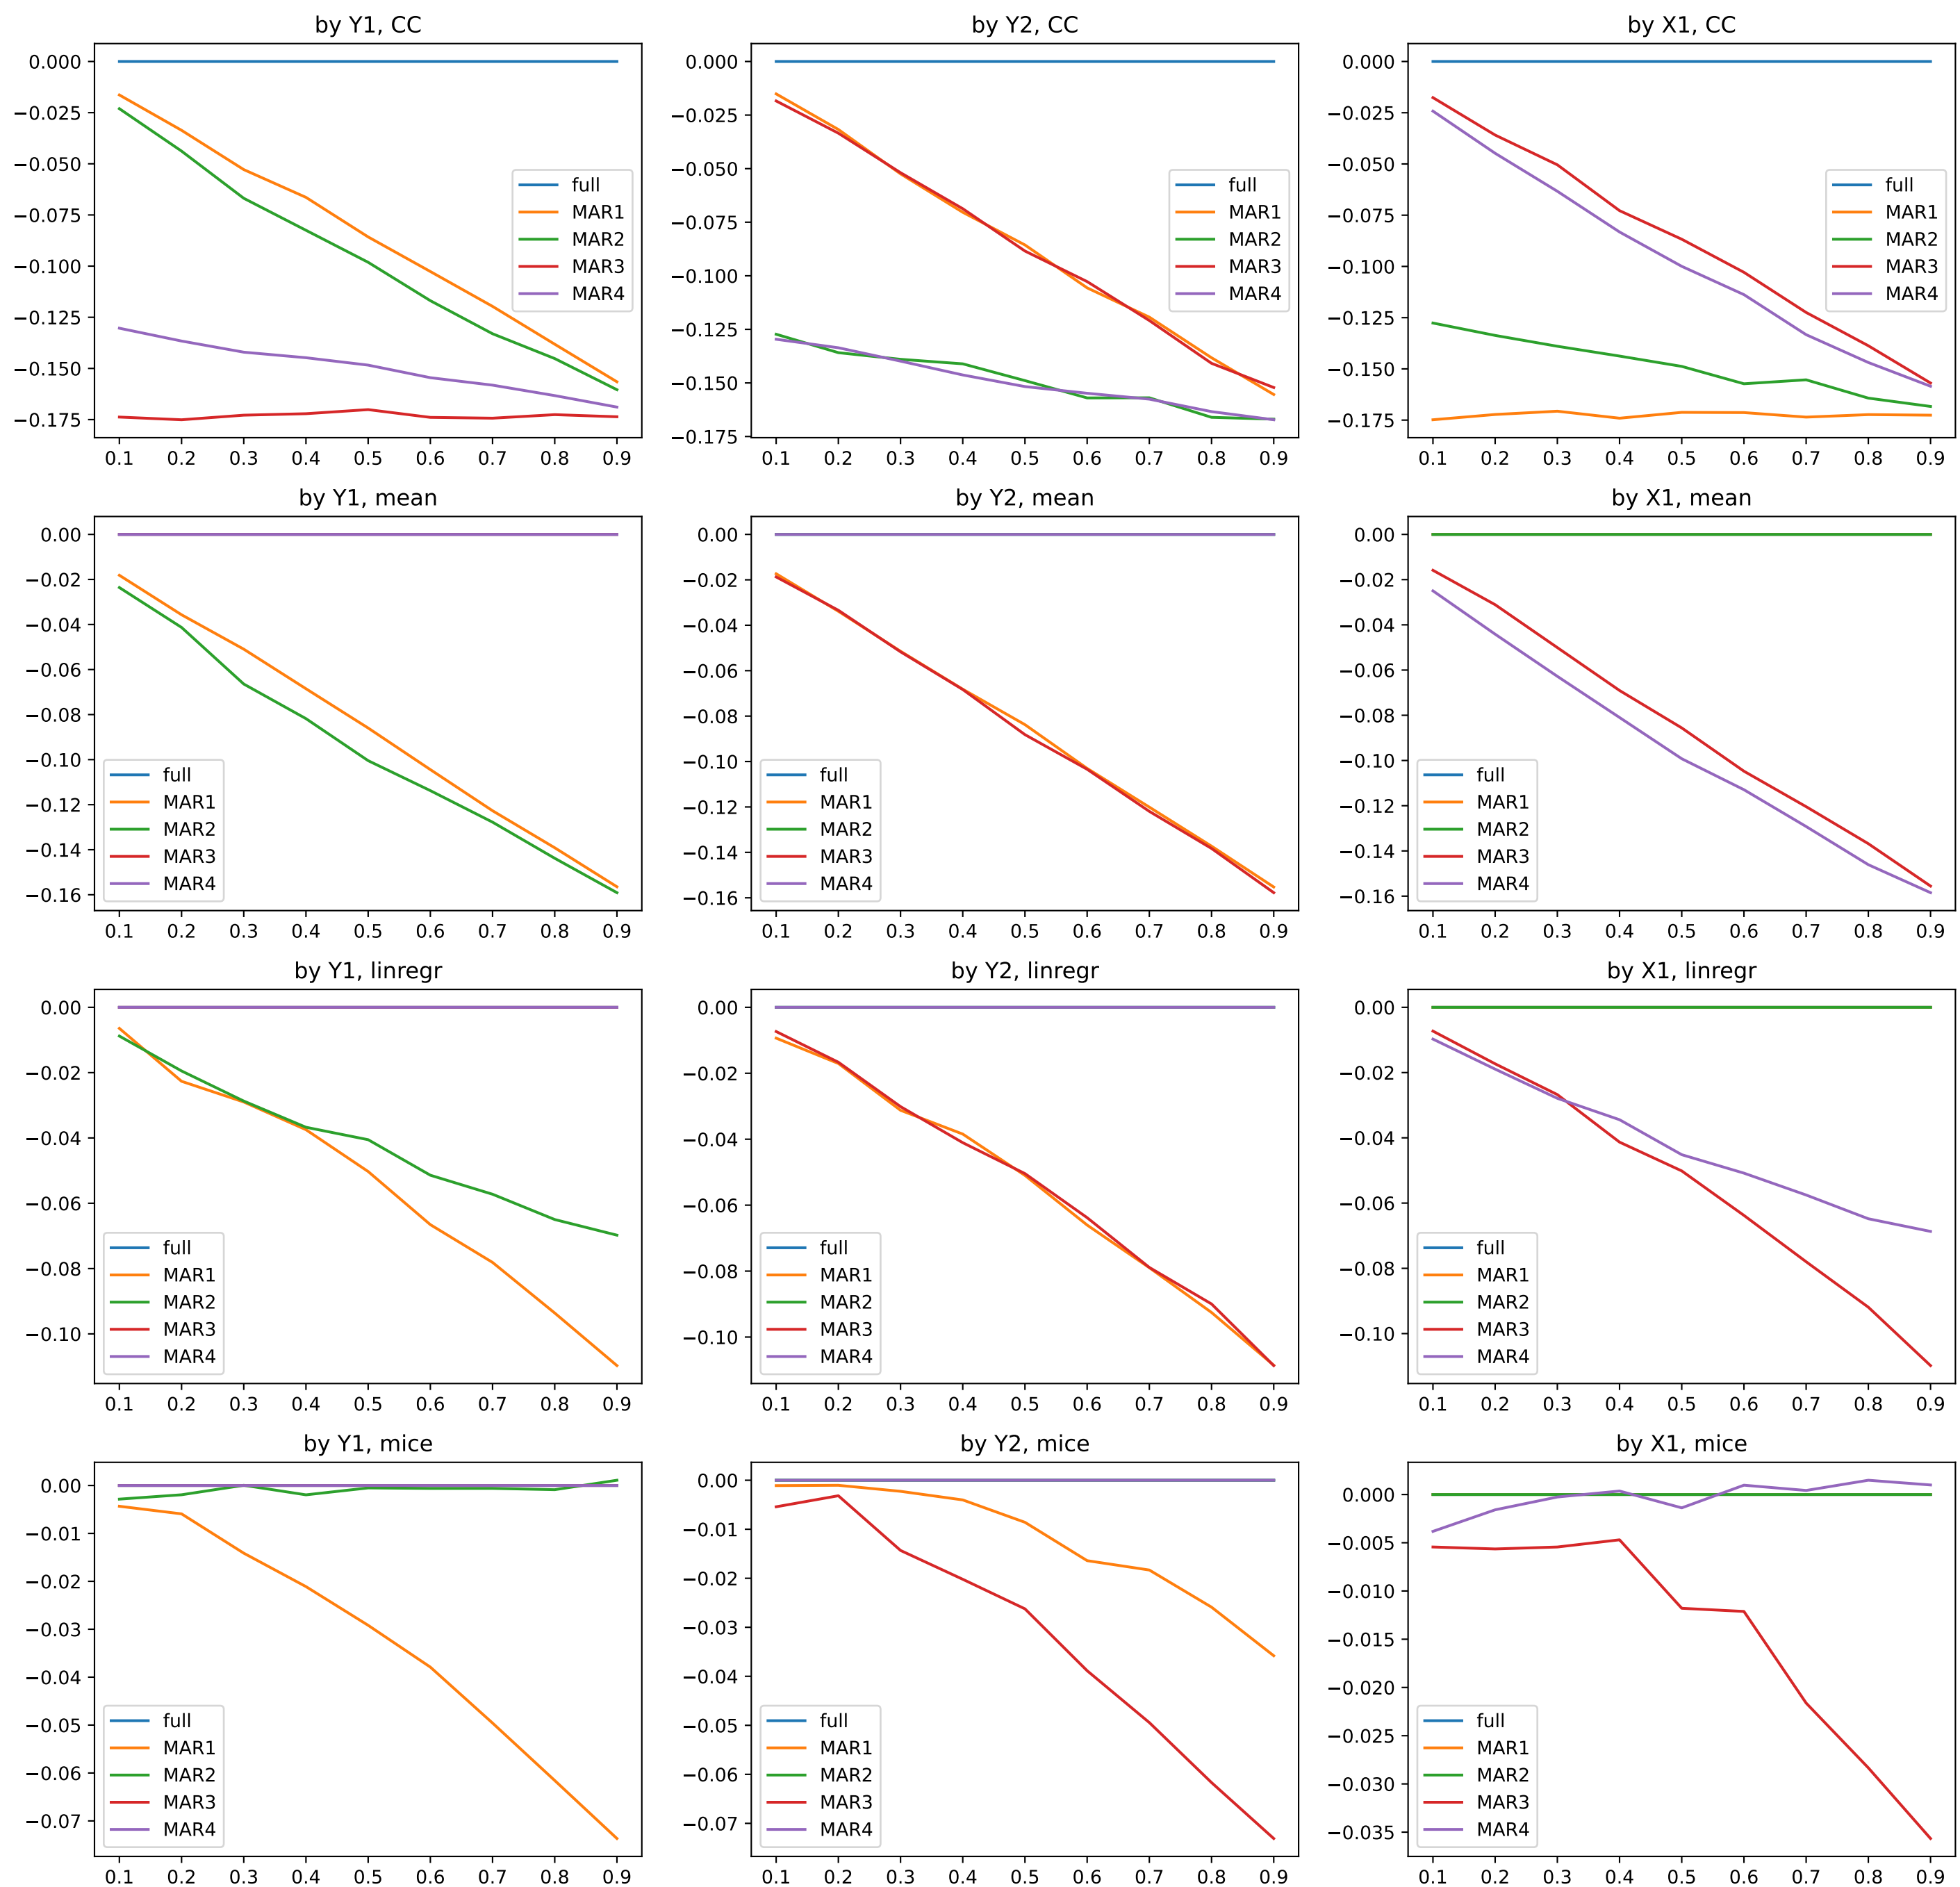 by Y1, CC
0.000
−0.025
−0.050
−0.075
−0.100
−0.125
−0.150
−0.175
full
MAR1
MAR2
MAR3
MAR4
0.1 0.2 0.3 0.4 0.5 0.6 0.7 0.8 0.9
by Y2, CC
0.000
−0.025
−0.050
−0.075
−0.100
−0.125
−0.150
−0.175
full
MAR1
MAR2
MAR3
MAR4
0.1 0.2 0.3 0.4 0.5 0.6 0.7 0.8 0.9
by X1, CC
0.000
−0.025
−0.050
−0.075
−0.100
−0.125
−0.150
−0.175
full
MAR1
MAR2
MAR3
MAR4
0.1 0.2 0.3 0.4 0.5 0.6 0.7 0.8 0.9
by Y1, mean
0.00
−0.02
−0.04
−0.06
−0.08
−0.10
−0.12
−0.14
−0.16
full
MAR1
MAR2
MAR3
MAR4
0.1 0.2 0.3 0.4 0.5 0.6 0.7 0.8 0.9
by Y2, mean
0.00
−0.02
−0.04
−0.06
−0.08
−0.10
−0.12
−0.14
−0.16
full
MAR1
MAR2
MAR3
MAR4
0.1 0.2 0.3 0.4 0.5 0.6 0.7 0.8 0.9
by X1, mean
0.00
−0.02
−0.04
−0.06
−0.08
−0.10
−0.12
−0.14
−0.16
full
MAR1
MAR2
MAR3
MAR4
0.1 0.2 0.3 0.4 0.5 0.6 0.7 0.8 0.9
by Y1, linregr
0.00
−0.02
−0.04
−0.06
−0.08
−0.10
full
MAR1
MAR2
MAR3
MAR4
0.1 0.2 0.3 0.4 0.5 0.6 0.7 0.8 0.9
by Y2, linregr
0.00
−0.02
−0.04
−0.06
−0.08
−0.10
full
MAR1
MAR2
MAR3
MAR4
0.1 0.2 0.3 0.4 0.5 0.6 0.7 0.8 0.9
by X1, linregr
0.00
−0.02
−0.04
−0.06
−0.08
−0.10
full
MAR1
MAR2
MAR3
MAR4
0.1 0.2 0.3 0.4 0.5 0.6 0.7 0.8 0.9
by Y1, mice
0.00
−0.01
−0.02
−0.03
−0.04
−0.05
−0.06
−0.07
full
MAR1
MAR2
MAR3
MAR4
0.1 0.2 0.3 0.4 0.5 0.6 0.7 0.8 0.9
by Y2, mice
0.00
−0.01
−0.02
−0.03
−0.04
−0.05
−0.06
−0.07
full
MAR1
MAR2
MAR3
MAR4
0.1 0.2 0.3 0.4 0.5 0.6 0.7 0.8 0.9
by X1, mice
0.000
−0.005
−0.010
−0.015
−0.020
−0.025
−0.030
−0.035
full
MAR1
MAR2
MAR3
MAR4
0.1 0.2 0.3 0.4 0.5 0.6 0.7 0.8 0.9